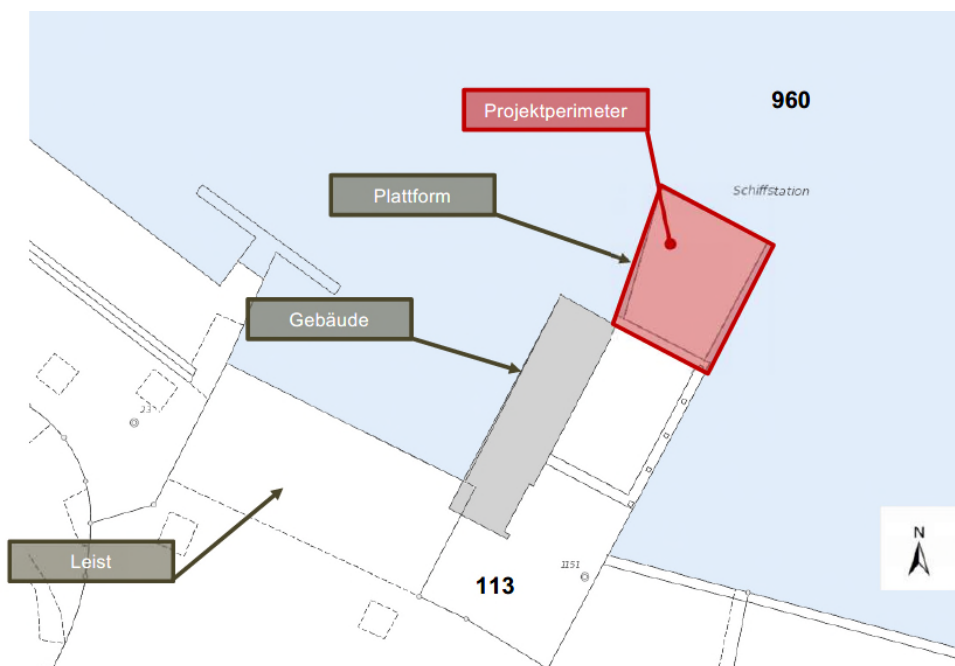 960
Projektperimeter
Schiffstation
Plattform
Gebäude
N
Leist
1151
113